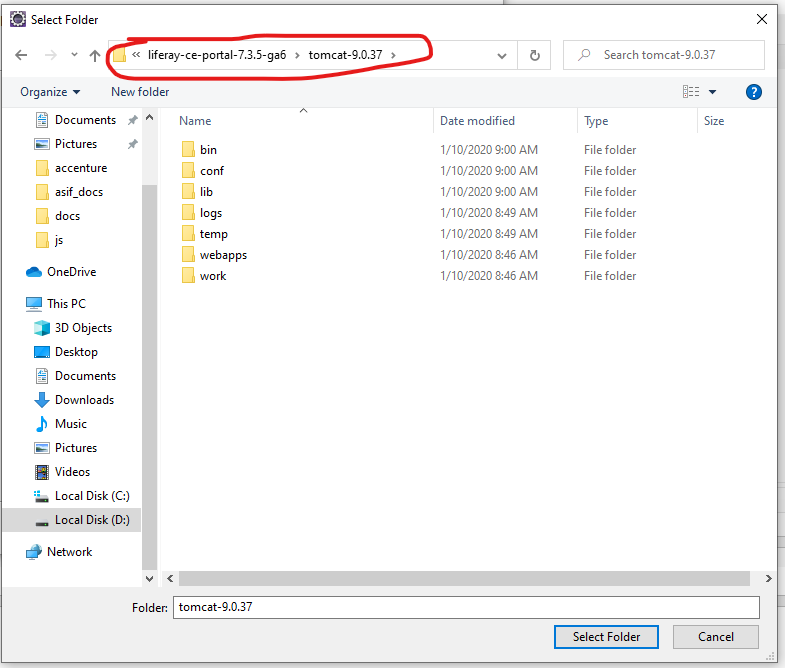 Select Folder
« liferay-ce-portal-7.3.5-ga6 › tomcat-9.0.37 ›
Search tomcat-9.0.37
Organize
New folder
?
Documents
Pictures
accenture
asif_docs
docs
js
OneDrive
This PC
3D Objects
Desktop
Documents
Downloads
Music
Pictures
Videos
Local Disk (C:)
Local Disk (D:)
Network
Name Date modified Type Size
bin 1/10/2020 9:00 AM File folder
conf 1/10/2020 9:00 AM File folder
lib 1/10/2020 9:00 AM File folder
logs 1/10/2020 8:49 AM File folder
temp 1/10/2020 8:49 AM File folder
webapps 1/10/2020 8:46 AM File folder
work 1/10/2020 8:46 AM File folder
Folder: tomcat-9.0.37
Select Folder
Cancel